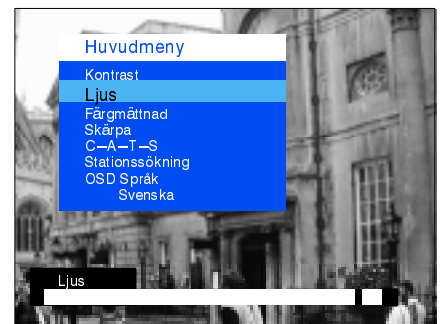 Huvudmeny
Kontrast
Ljus
Färgmättnad
Skärpa
C-A-T-S
Stationssökning
OSD Språk
Svenska
Ljus